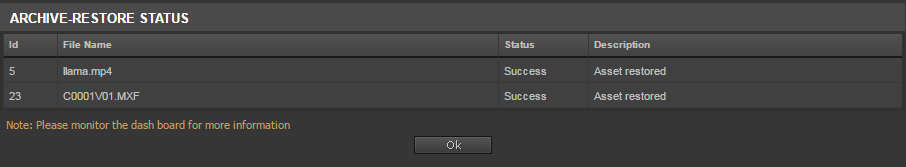 ARCHIVE-RESTORE STATUS
Id File Name Status Description
5 llama.mp4 Success Asset restored
23 C0001V01.MXF Success Asset restored
Note: Please monitor the dash board for more information
Ok